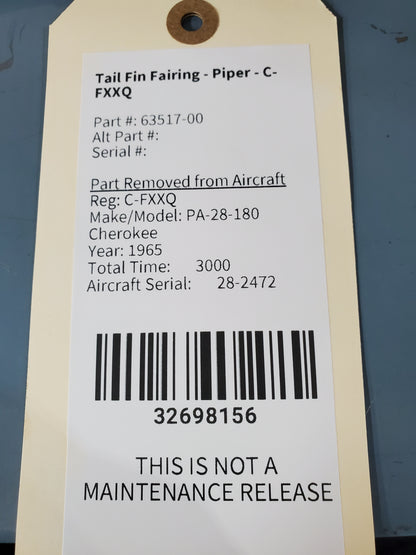 Tail Fin Fairing - Piper - C-
FXXQ
Part #: 63517-00
Alt Part #:
Serial #:
Part Removed from Aircraft
Reg: C-FXXQ
Make/Model: PA-28-180
Cherokee
Year: 1965
Total Time: 3000
Aircraft Serial: 28-2472
32698156
THIS IS NOT A
MAINTENANCE RELEASE